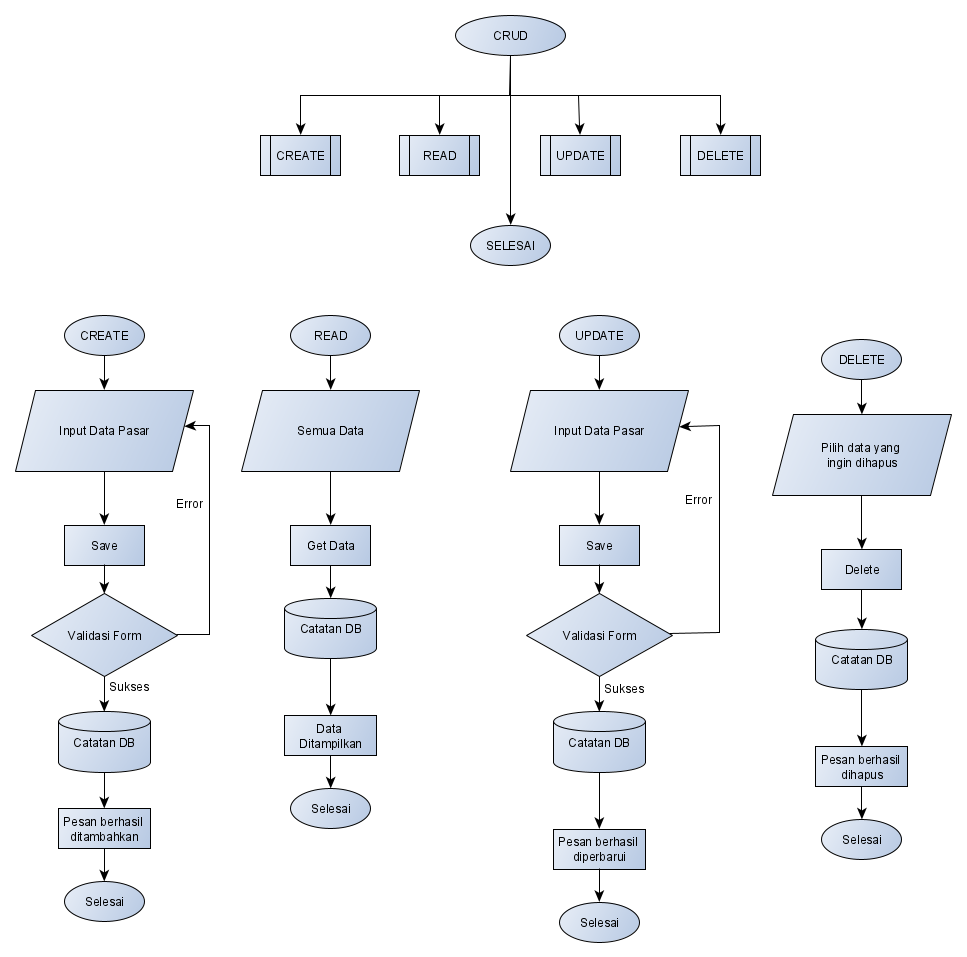 CRUD
CREATE
READ
UPDATE
DELETE
SELESAI
CREATE
Input Data Pasar
Error
Save
Validasi Form
Sukses
Catatan DB
Pesan berhasil
ditambahkan
Selesai
READ
Semua Data
Get Data
Catatan DB
Data
Ditampilkan
Selesai
UPDATE
Input Data Pasar
Error
Save
Validasi Form
Sukses
Catatan DB
Pesan berhasil
diperbarui
Selesai
DELETE
Pilih data yang
ingin dihapus
Delete
Catatan DB
Pesan berhasil
dihapus
Selesai